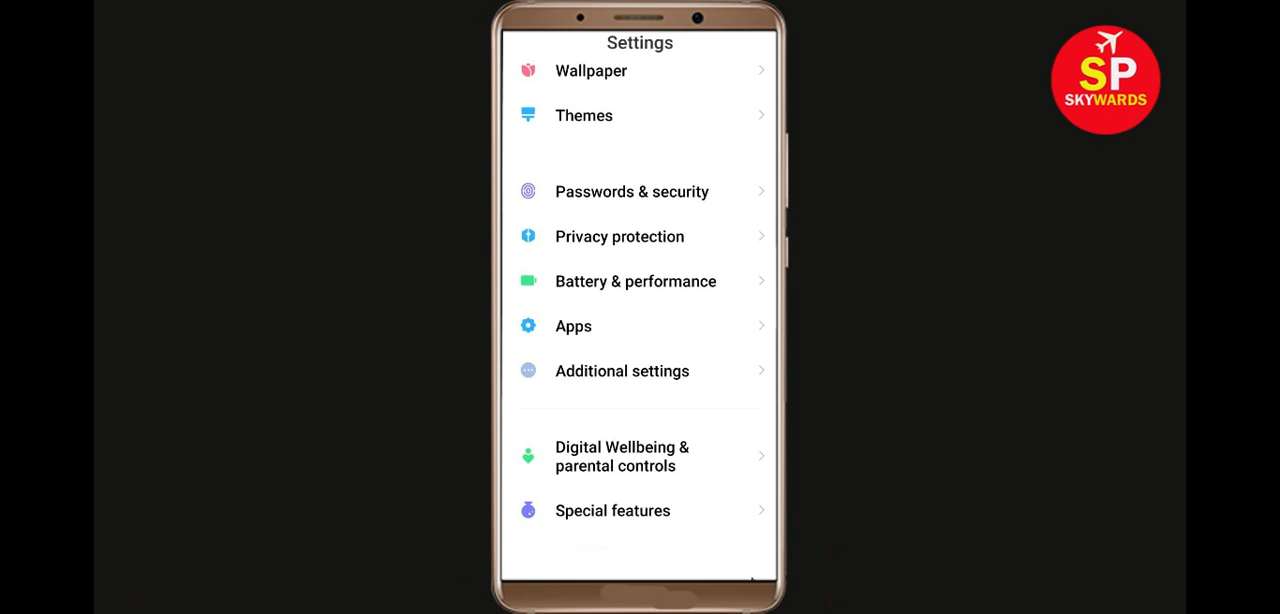 Settings
Wallpaper
Themes
Passwords & security
Privacy protection
Battery & performance
Apps
Additional settings
Digital Wellbeing &
parental controls
Special features
SP
SKYWARDS